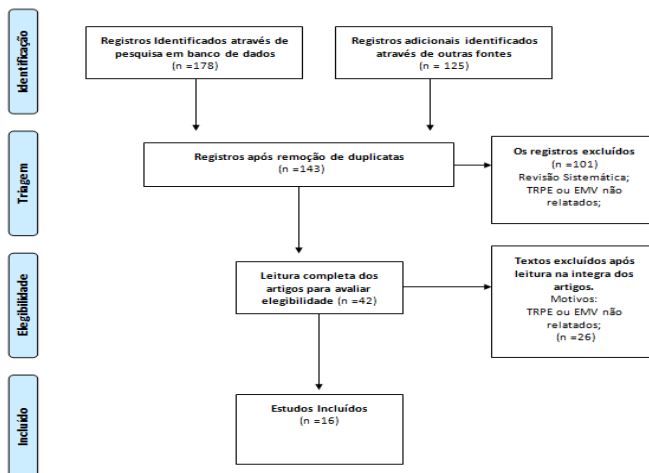 Identificação
Registros Identificados através de
pesquisa em banco de dados
(n =178)
Registros adicionais identificados
através de outras fontes
(n = 125)
Triagem
Registros após remoção de duplicatas
(n =143)
Os registros excluídos
(n =101)
Revisão Sistemática;
TRPE ou EMV não
relatados;
Elegibilidade
Leitura completa dos
artigos para avaliar
elegibilidade (n =42)
Textos excluídos após
leitura na integra dos
artigos.
Motivos:
TRPE ou EMV não
relatados;
(n =26)
Incluído
Estudos Incluídos
(n =16)